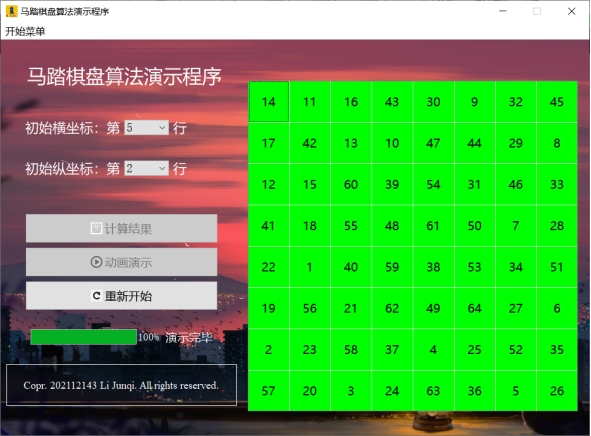 马踏棋盘算法演示程序
开始菜单
马踏棋盘算法演示程序
初始横坐标：第 5 行
初始纵坐标：第 2 行
计算结果
动画演示
重新开始
100% 演示完毕
Copr. 202112143 Li Junqi. All rights reserved.
14 11 16 43 30 9 32 45
17 42 13 10 47 44 29 8
12 15 60 39 54 31 46 33
41 18 55 48 61 50 7 28
22 1 40 59 38 53 34 51
19 56 21 62 49 64 27 6
2 23 58 37 4 25 52 35
57 20 3 24 63 36 5 26